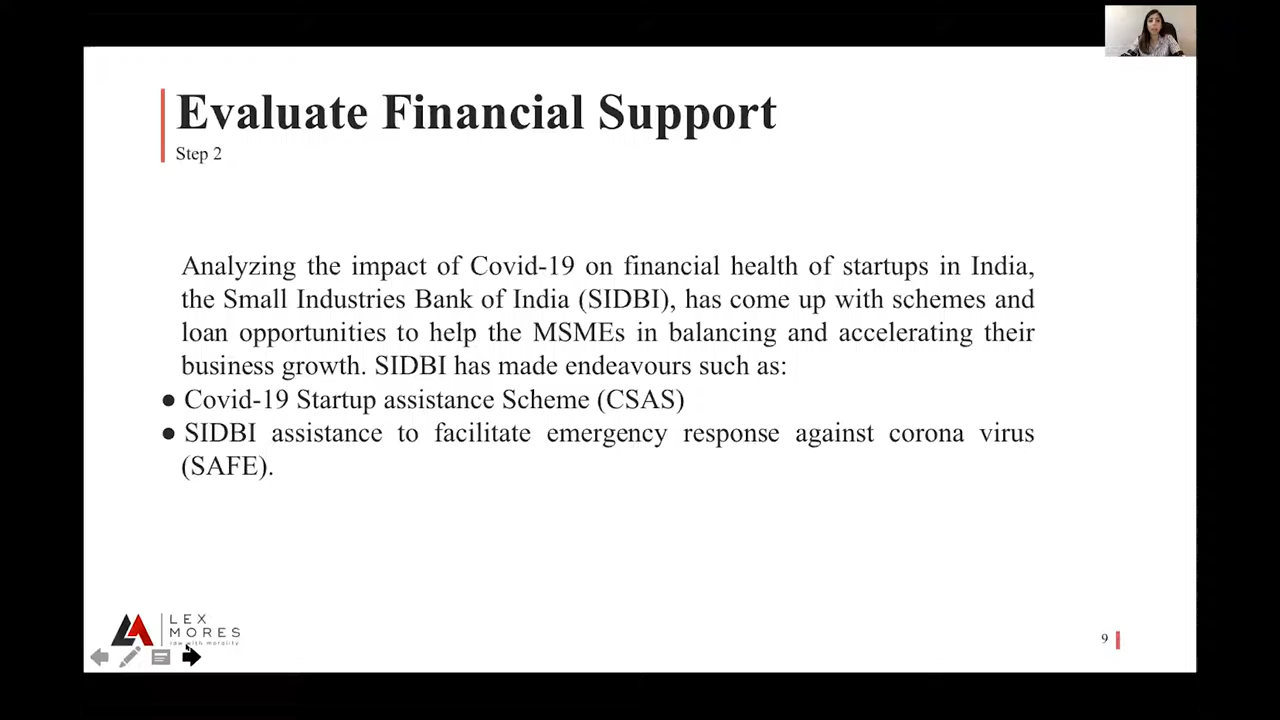 Evaluate Financial Support
Step 2
Analyzing the impact of Covid-19 on financial health of startups in India,
the Small Industries Bank of India (SIDBI), has come up with schemes and
loan opportunities to help the MSMEs in balancing and accelerating their
business growth. SIDBI has made endeavours such as:
● Covid-19 Startup assistance Scheme (CSAS)
● SIDBI assistance to facilitate emergency response against corona virus
(SAFE).
LEX
MORES
law with morality
9